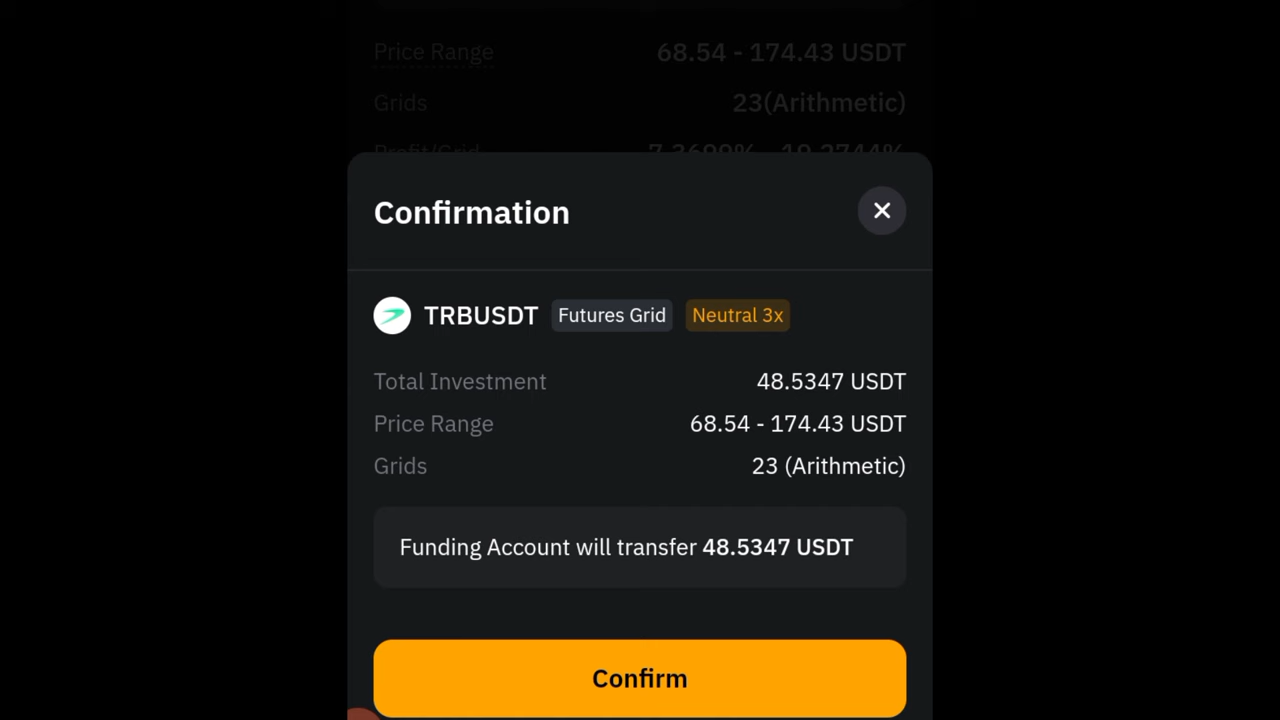 Price Range 68.54 - 174.43 USDT
Grids 23(Arithmetic)
Profit/Grid
Confirmation
TRBUSDT Futures Grid Neutral 3x
Total Investment 48.5347 USDT
Price Range 68.54 - 174.43 USDT
Grids 23 (Arithmetic)
Funding Account will transfer 48.5347 USDT
Confirm